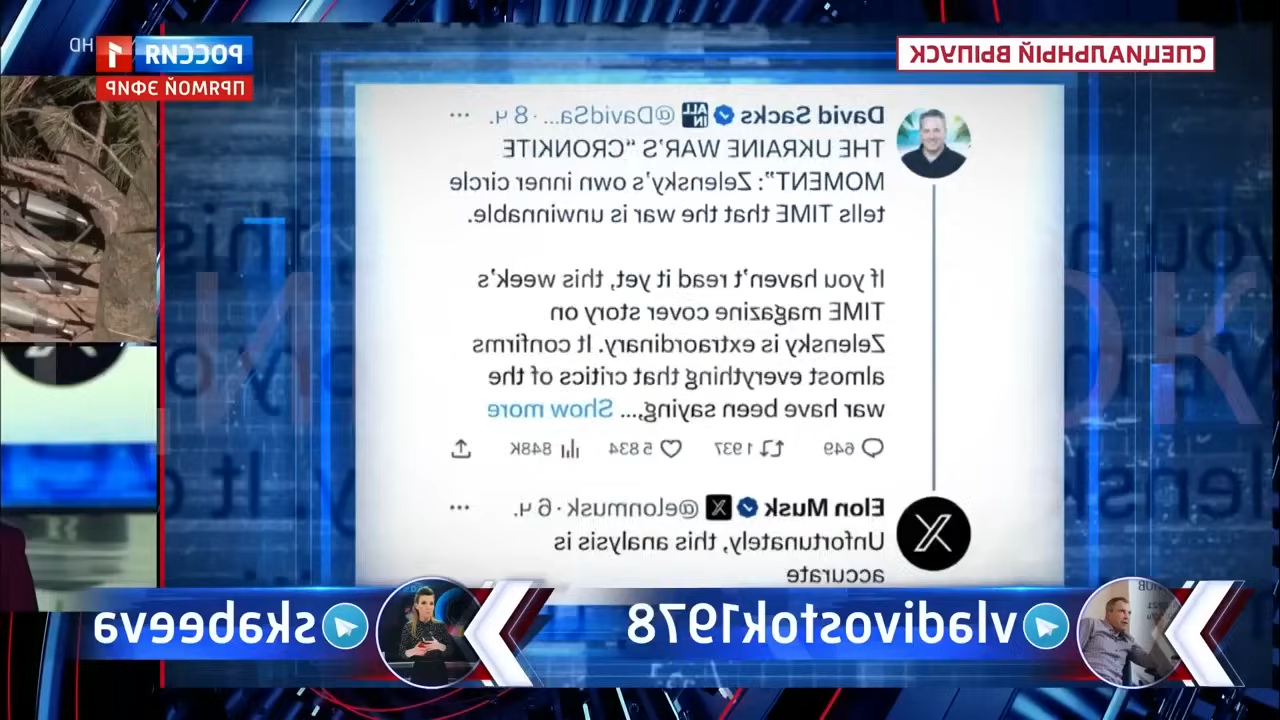 HD
РОССИЯ 1
ПРЯМОЙ ЭФИР
СПЕЦИАЛЬНЫЙ ВЫПУСК
David Sacks ALL IN @DavidSa... · 8 ч.
THE UKRAINE WAR'S "CRONKITE
MOMENT": Zelensky's own inner circle
tells TIME that the war is unwinnable.
If you haven't read it yet, this week's
TIME magazine cover story on
Zelensky is extraordinary. It confirms
almost everything that critics of the
war have been saying,... Show more
649 1 937 5 834 848K
Elon Musk X @elonmusk · 6 ч.
Unfortunately, this analysis is
accurate
vladivostok1978
skabeeva